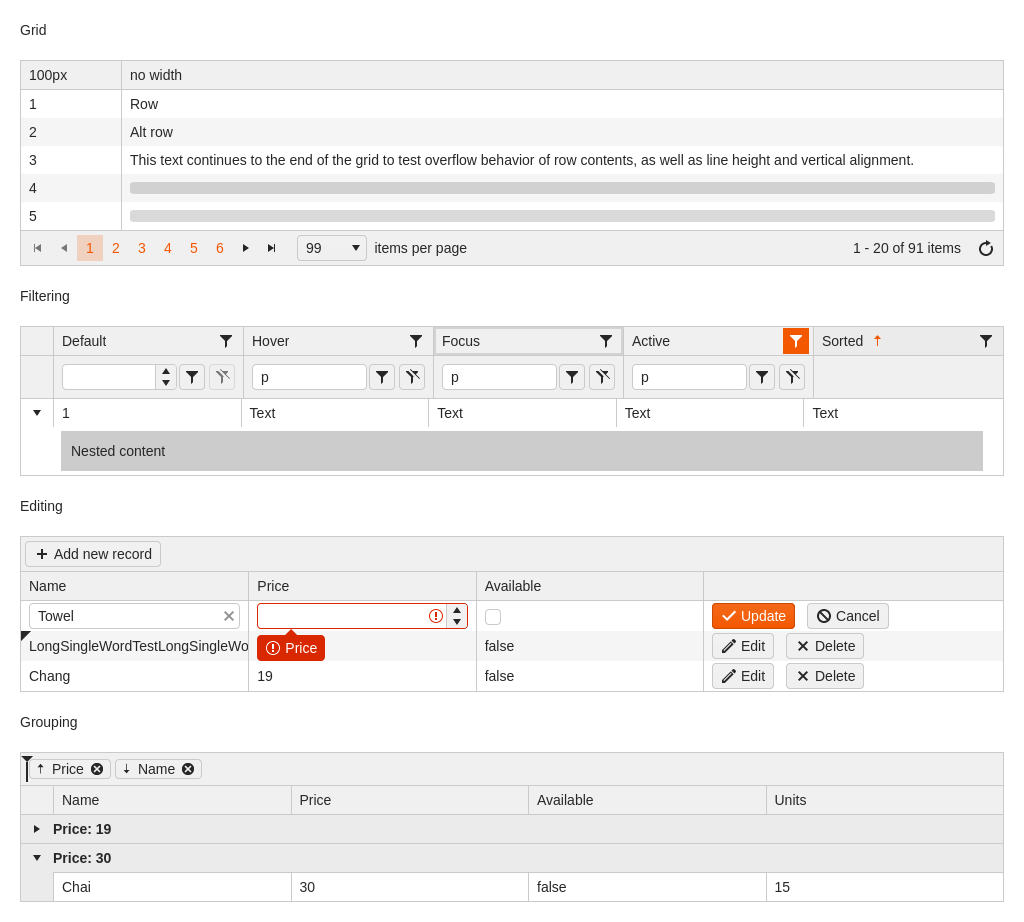 Grid
100px no width
1 Row
2 Alt row
3 This text continues to the end of the grid to test overflow behavior of row contents, as well as line height and vertical alignment.
4
5
1 2 3 4 5 6 99 items per page 1 - 20 of 91 items
Filtering
Default Hover Focus Active Sorted
p p p
1 Text Text Text Text
Nested content
Editing
Add new record
Name Price Available
Towel Update Cancel
LongSingleWordTestLongSingleWo Price false Edit Delete
Chang 19 false Edit Delete
Grouping
Price Name
Name Price Available Units
Price: 19
Price: 30
Chai 30 false 15